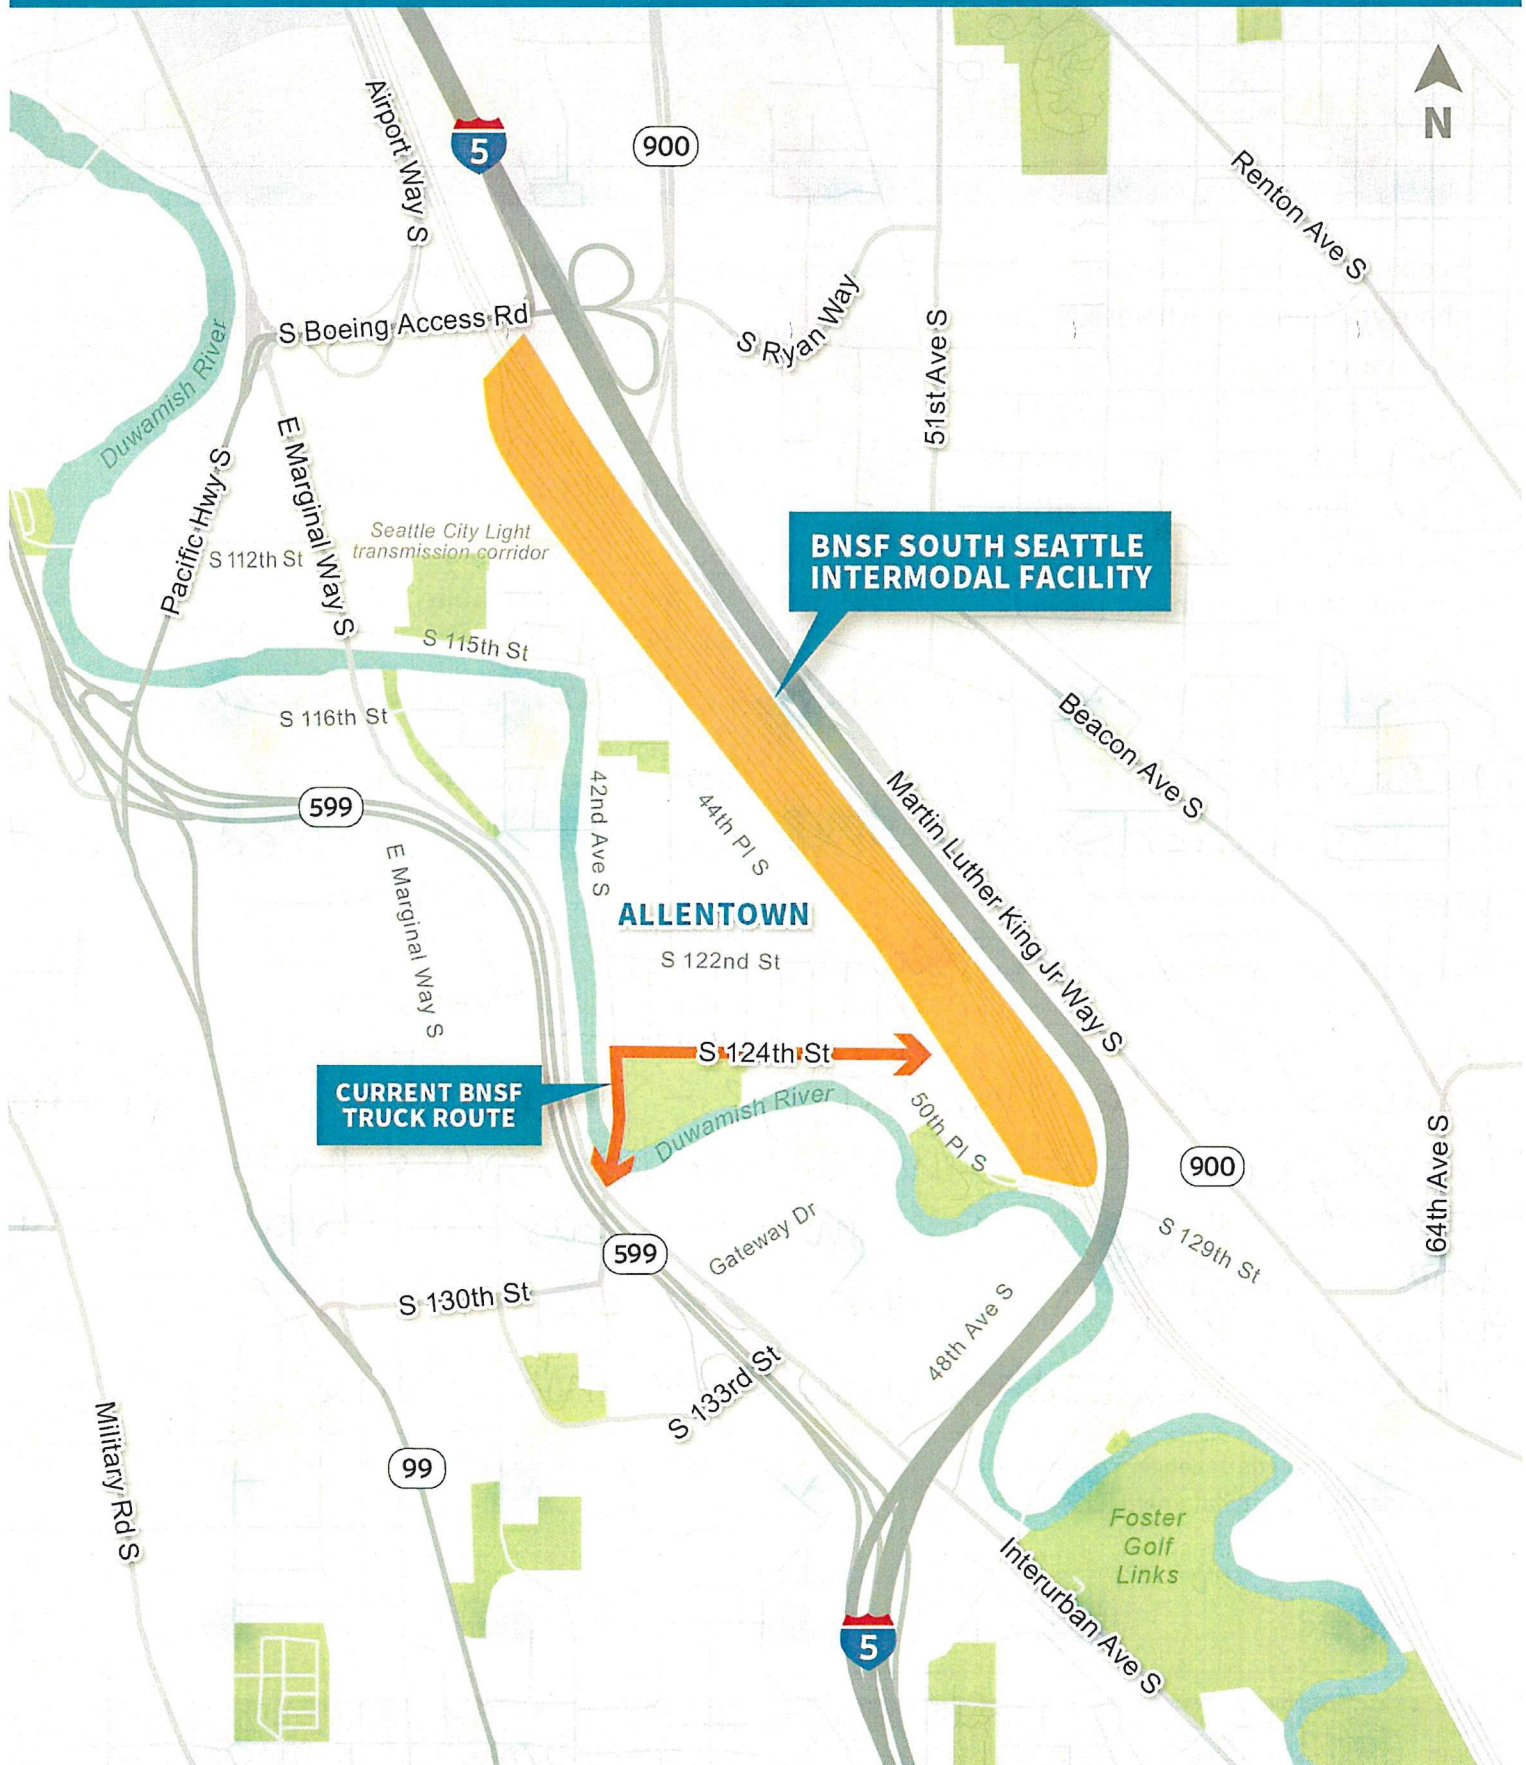 N
Airport Way S
5
900
Renton Ave S
S Boeing Access Rd
S Ryan Way
51st Ave S
Duwamish River
Pacific Hwy S
E Marginal Way S
Seattle City Light
transmission corridor
S 112th St
BNSF SOUTH SEATTLE
INTERMODAL FACILITY
S 115th St
S 116th St
Beacon Ave S
599
42nd Ave S
44th Pl S
Martin Luther King Jr Way S
E Marginal Way S
ALLENTOWN
S 122nd St
S 124th St
CURRENT BNSF
TRUCK ROUTE
Duwamish River
50th Pl S
900
64th Ave S
599
Gateway Dr
S 129th St
S 130th St
48th Ave S
S 133rd St
Military Rd S
99
Foster
Golf
Links
Interurban Ave S
5